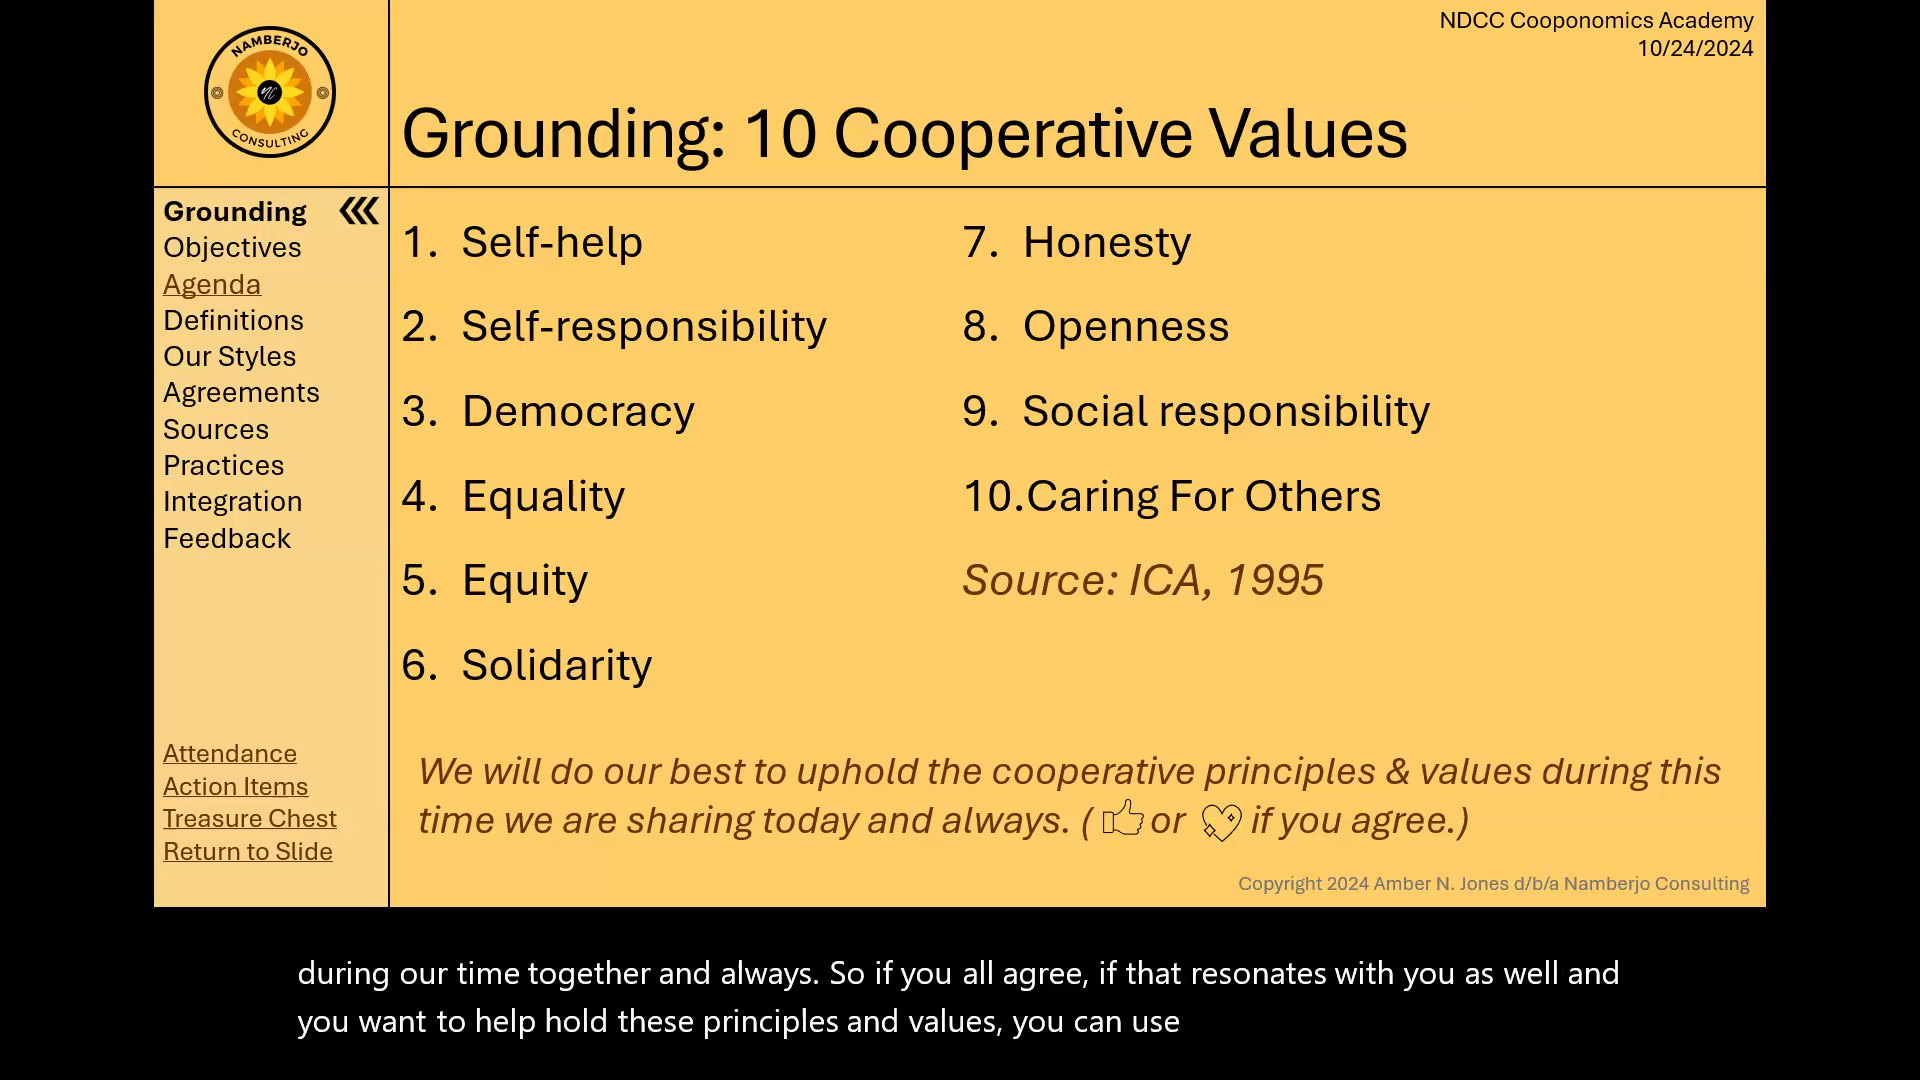 NAMBERJO
CONSULTING
NDCC Cooponomics Academy
10/24/2024
Grounding: 10 Cooperative Values
Grounding
Objectives
Agenda
Definitions
Our Styles
Agreements
Sources
Practices
Integration
Feedback
Attendance
Action Items
Treasure Chest
Return to Slide
1. Self-help
2. Self-responsibility
3. Democracy
4. Equality
5. Equity
6. Solidarity
7. Honesty
8. Openness
9. Social responsibility
10.Caring For Others
Source: ICA, 1995
We will do our best to uphold the cooperative principles & values during this
time we are sharing today and always. ( or if you agree.)
Copyright 2024 Amber N. Jones d/b/a Namberjo Consulting
during our time together and always. So if you all agree, if that resonates with you as well and
you want to help hold these principles and values, you can use